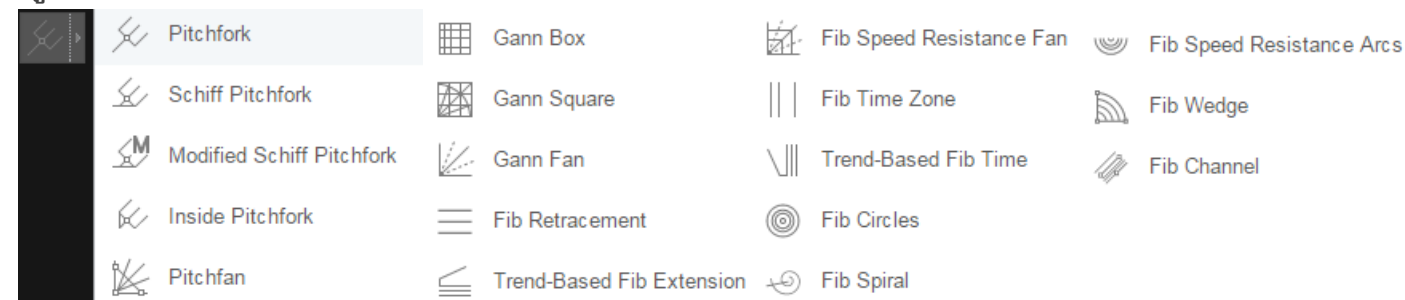 Pitchfork
Schiff Pitchfork
Modified Schiff Pitchfork
Inside Pitchfork
Pitchfan
Gann Box
Gann Square
Gann Fan
Fib Retracement
Trend-Based Fib Extension
Fib Speed Resistance Fan
Fib Time Zone
Trend-Based Fib Time
Fib Circles
Fib Spiral
Fib Speed Resistance Arcs
Fib Wedge
Fib Channel